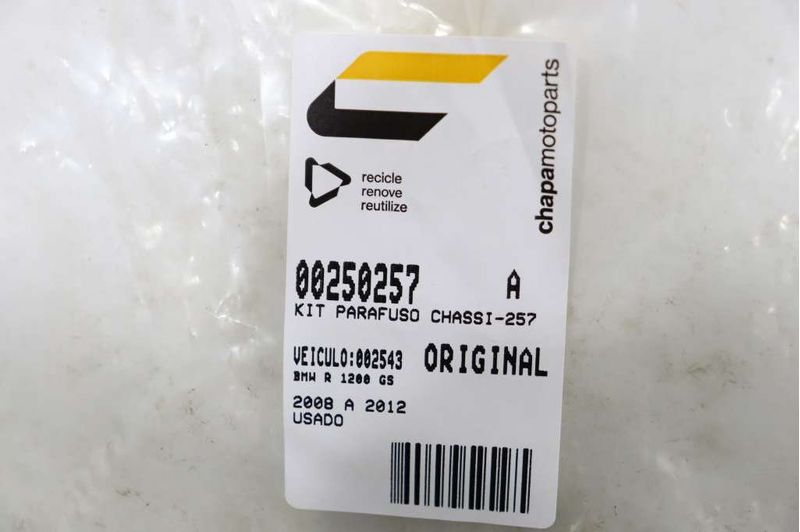 chapamotoparts
recicle
renove
reutilize
00250257 A
KIT PARAFUSO CHASSI-257
VEICULO:002543 ORIGINAL
BMW R 1200 GS
2008 A 2012
USADO